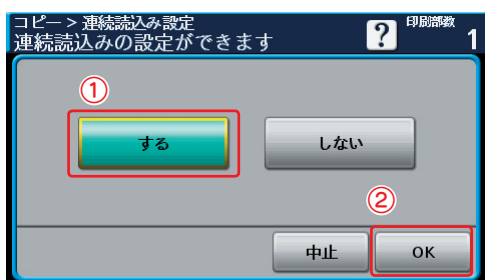 コピー > 連続読込み設定
連続読込みの設定ができます
?
印刷部数
1
①
する
しない
②
中止
OK